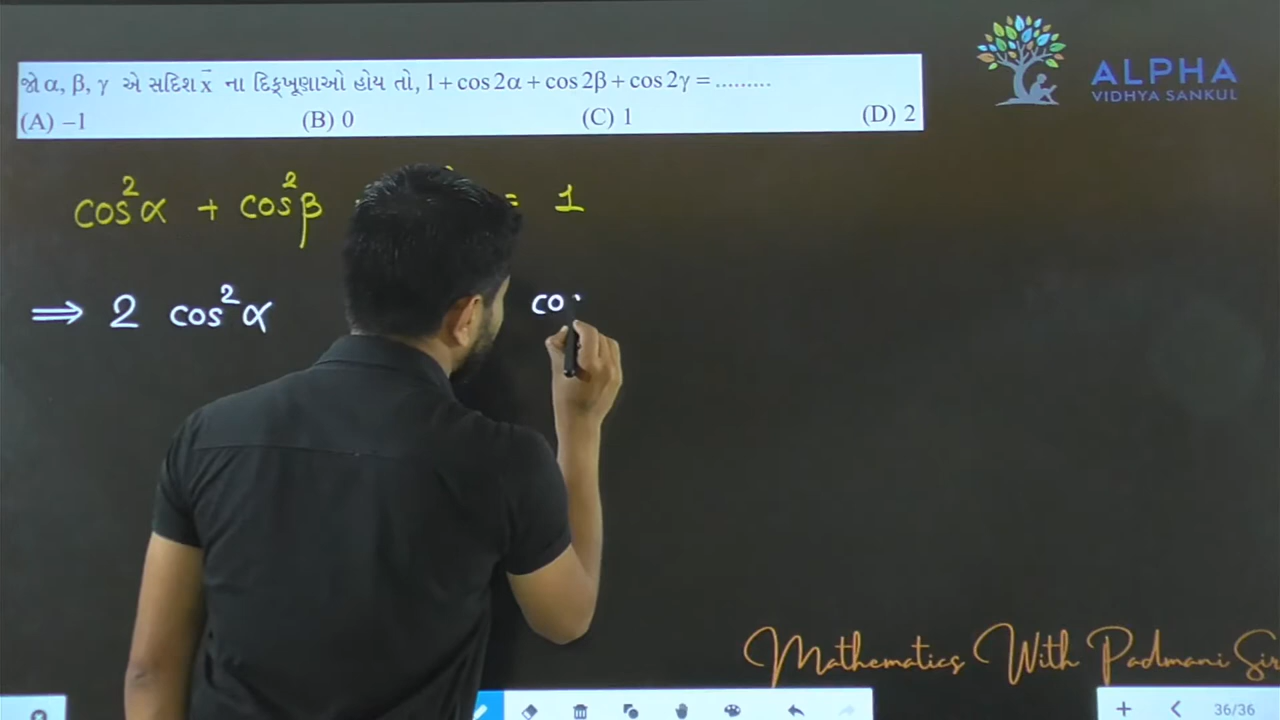 જો α, β, γ એ સદિશ x⃗ ના દિક્ખૂણાઓ હોય તો, 1 + cos 2α + cos 2β + cos 2γ = .........
(A) –1 (B) 0 (C) 1 (D) 2
ALPHA
VIDHYA SANKUL
cos²α + cos²β = 1
⇒ 2 cos²α co
Mathematics With Padmani Sir
36/36